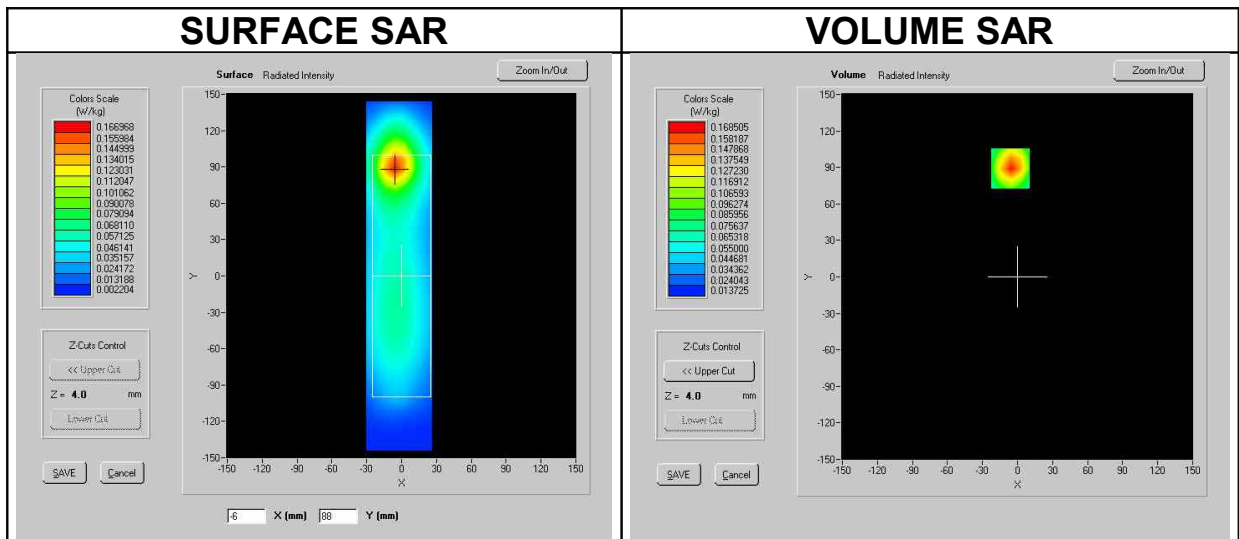 SURFACE SAR
VOLUME SAR
Surface Radiated Intensity
Zoom In/Out
Colors Scale
(W/kg)
0.166968
0.155984
0.144999
0.134015
0.123031
0.112047
0.101062
0.090078
0.079094
0.068110
0.057125
0.046141
0.035157
0.024172
0.013188
0.002204
Z-Cuts Control
<< Upper Cut
Z = 4.0 mm
Lower Cut
SAVE Cancel
150
120
90
60
30
0
-30
-60
-90
-120
-150
Y
-150 -120 -90 -60 -30 0 30 60 90 120 150
X
-6 X (mm) 88 Y (mm)
Volume Radiated Intensity
Zoom In/Out
Colors Scale
(W/kg)
0.168505
0.158187
0.147868
0.137549
0.127230
0.116912
0.106593
0.096274
0.085956
0.075637
0.065318
0.055000
0.044681
0.034362
0.024043
0.013725
Z-Cuts Control
<< Upper Cut
Z = 4.0 mm
Lower Cut
SAVE Cancel
150
120
90
60
30
0
-30
-60
-90
-120
-150
Y
-150 -120 -90 -60 -30 0 30 60 90 120 150
X